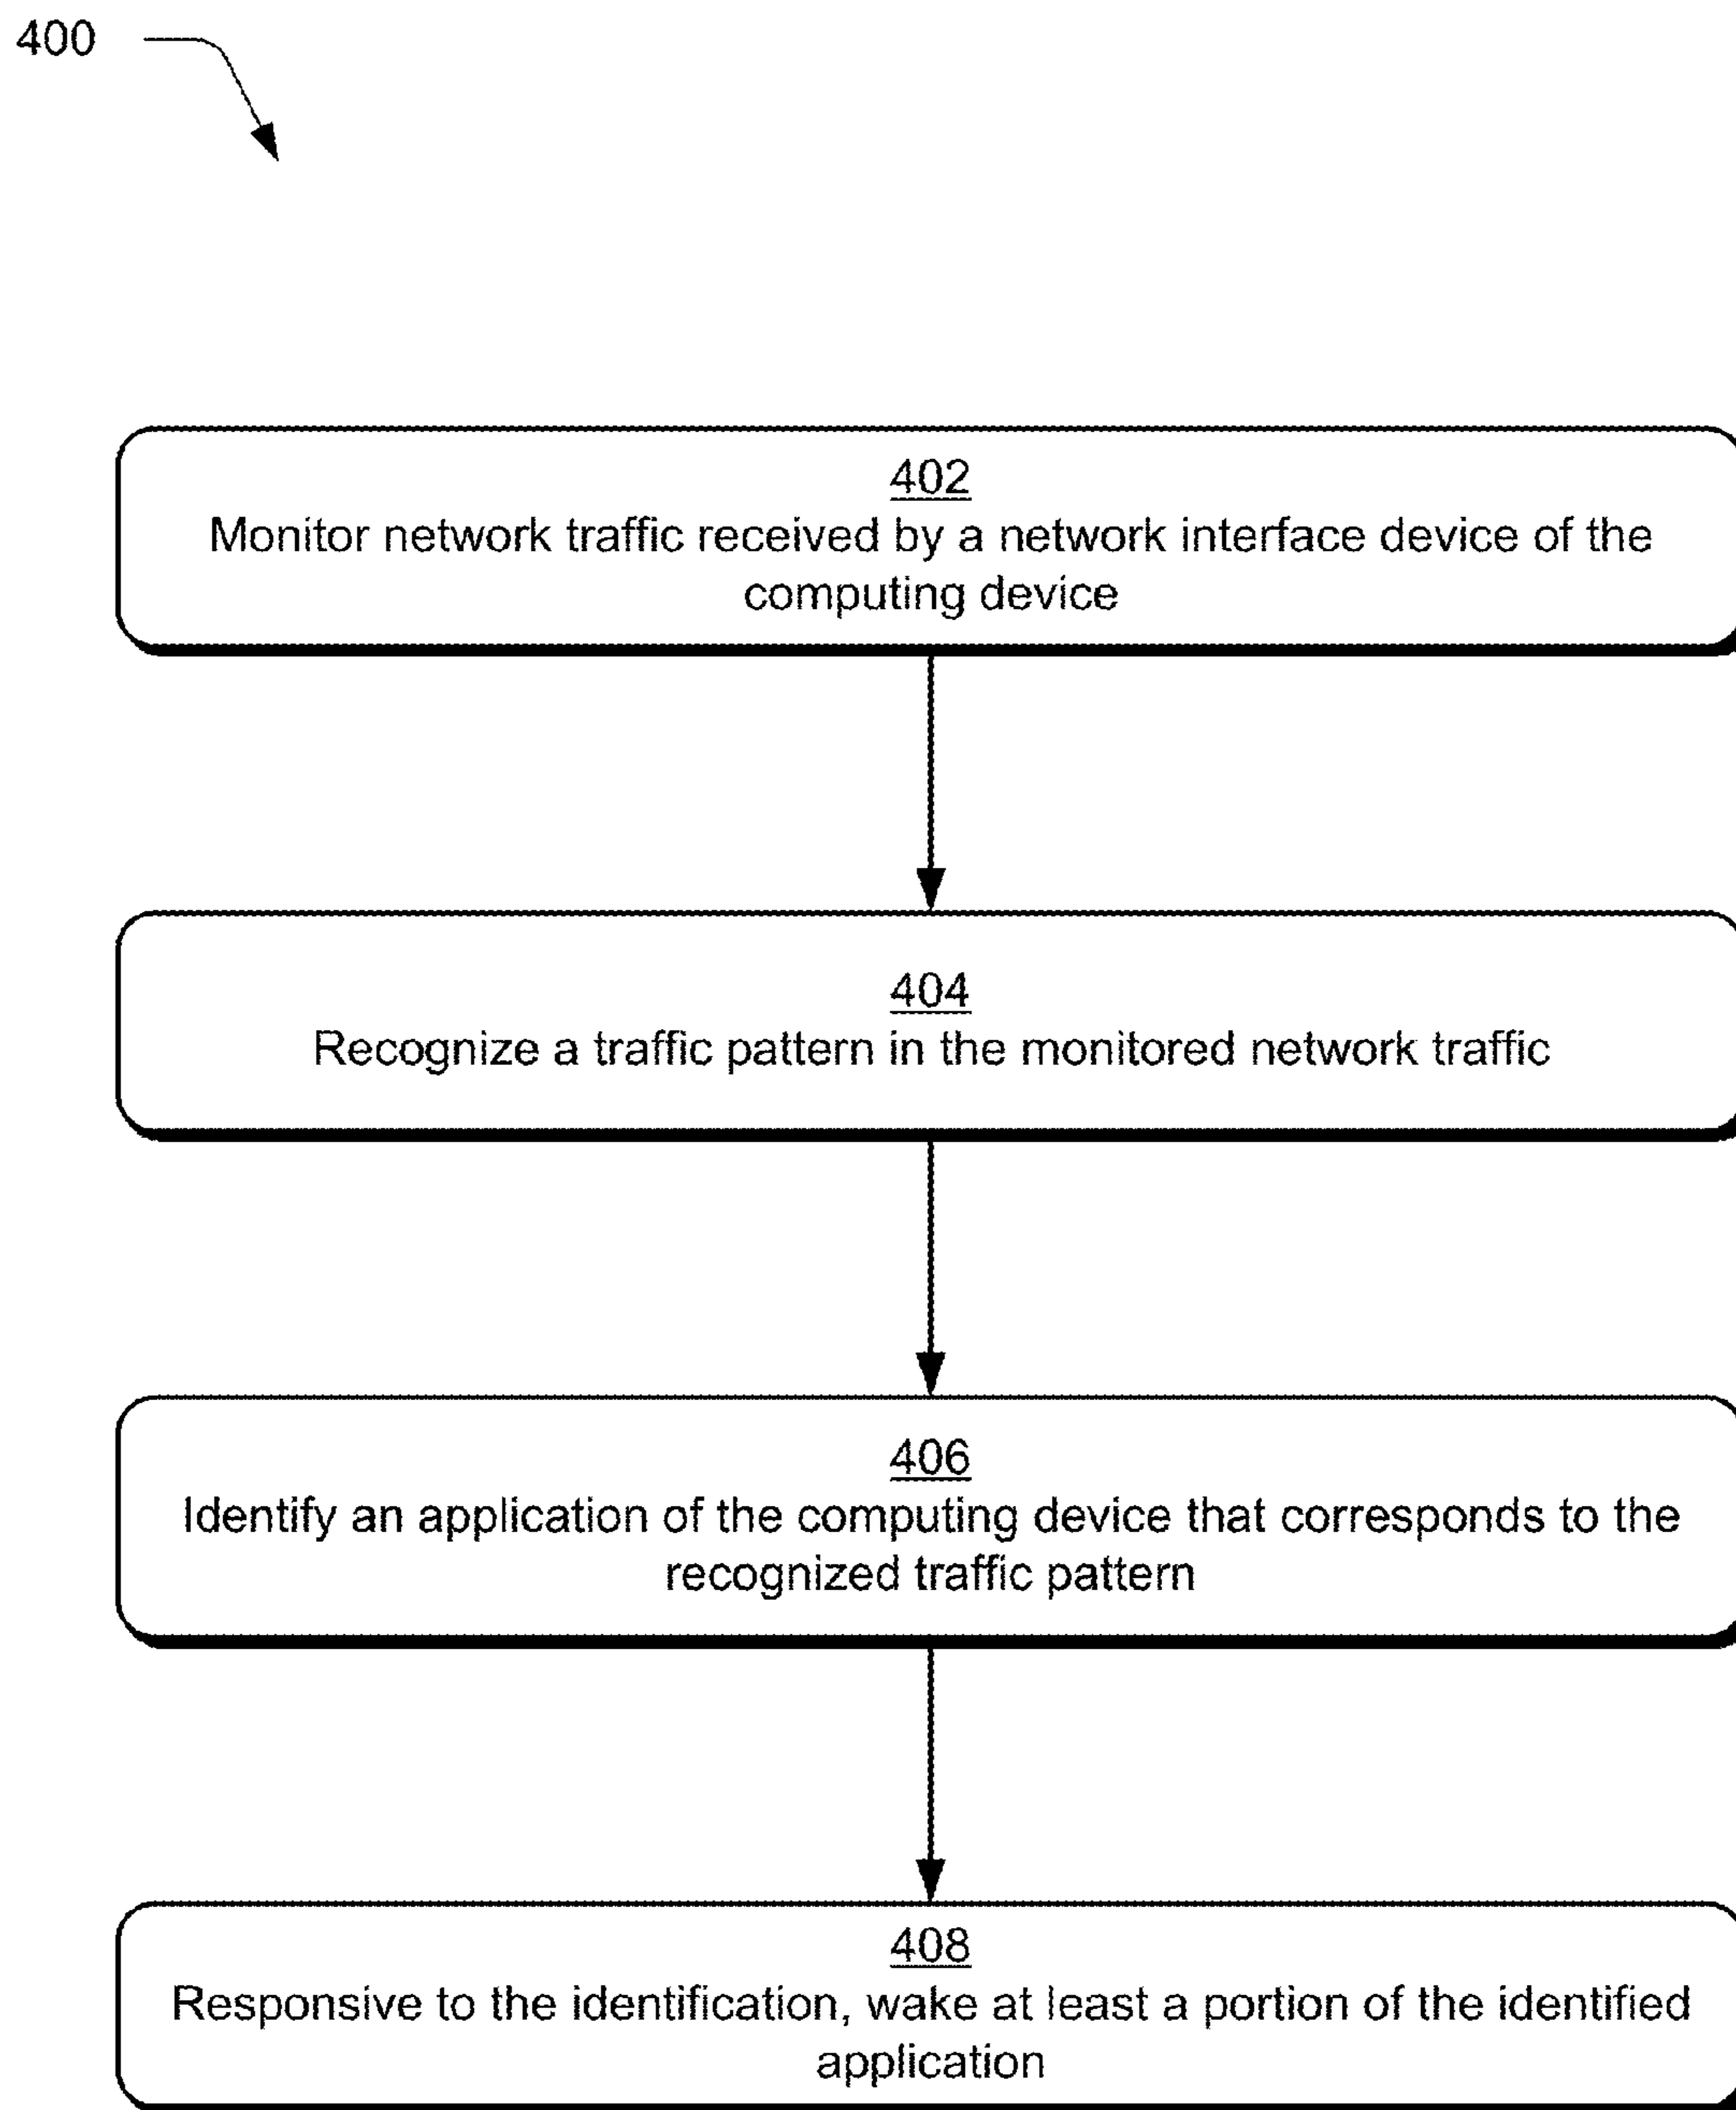 400
402
Monitor network traffic received by a network interface device of the
computing device
404
Recognize a traffic pattern in the monitored network traffic
406
Identify an application of the computing device that corresponds to the
recognized traffic pattern
408
Responsive to the identification, wake at least a portion of the identified
application